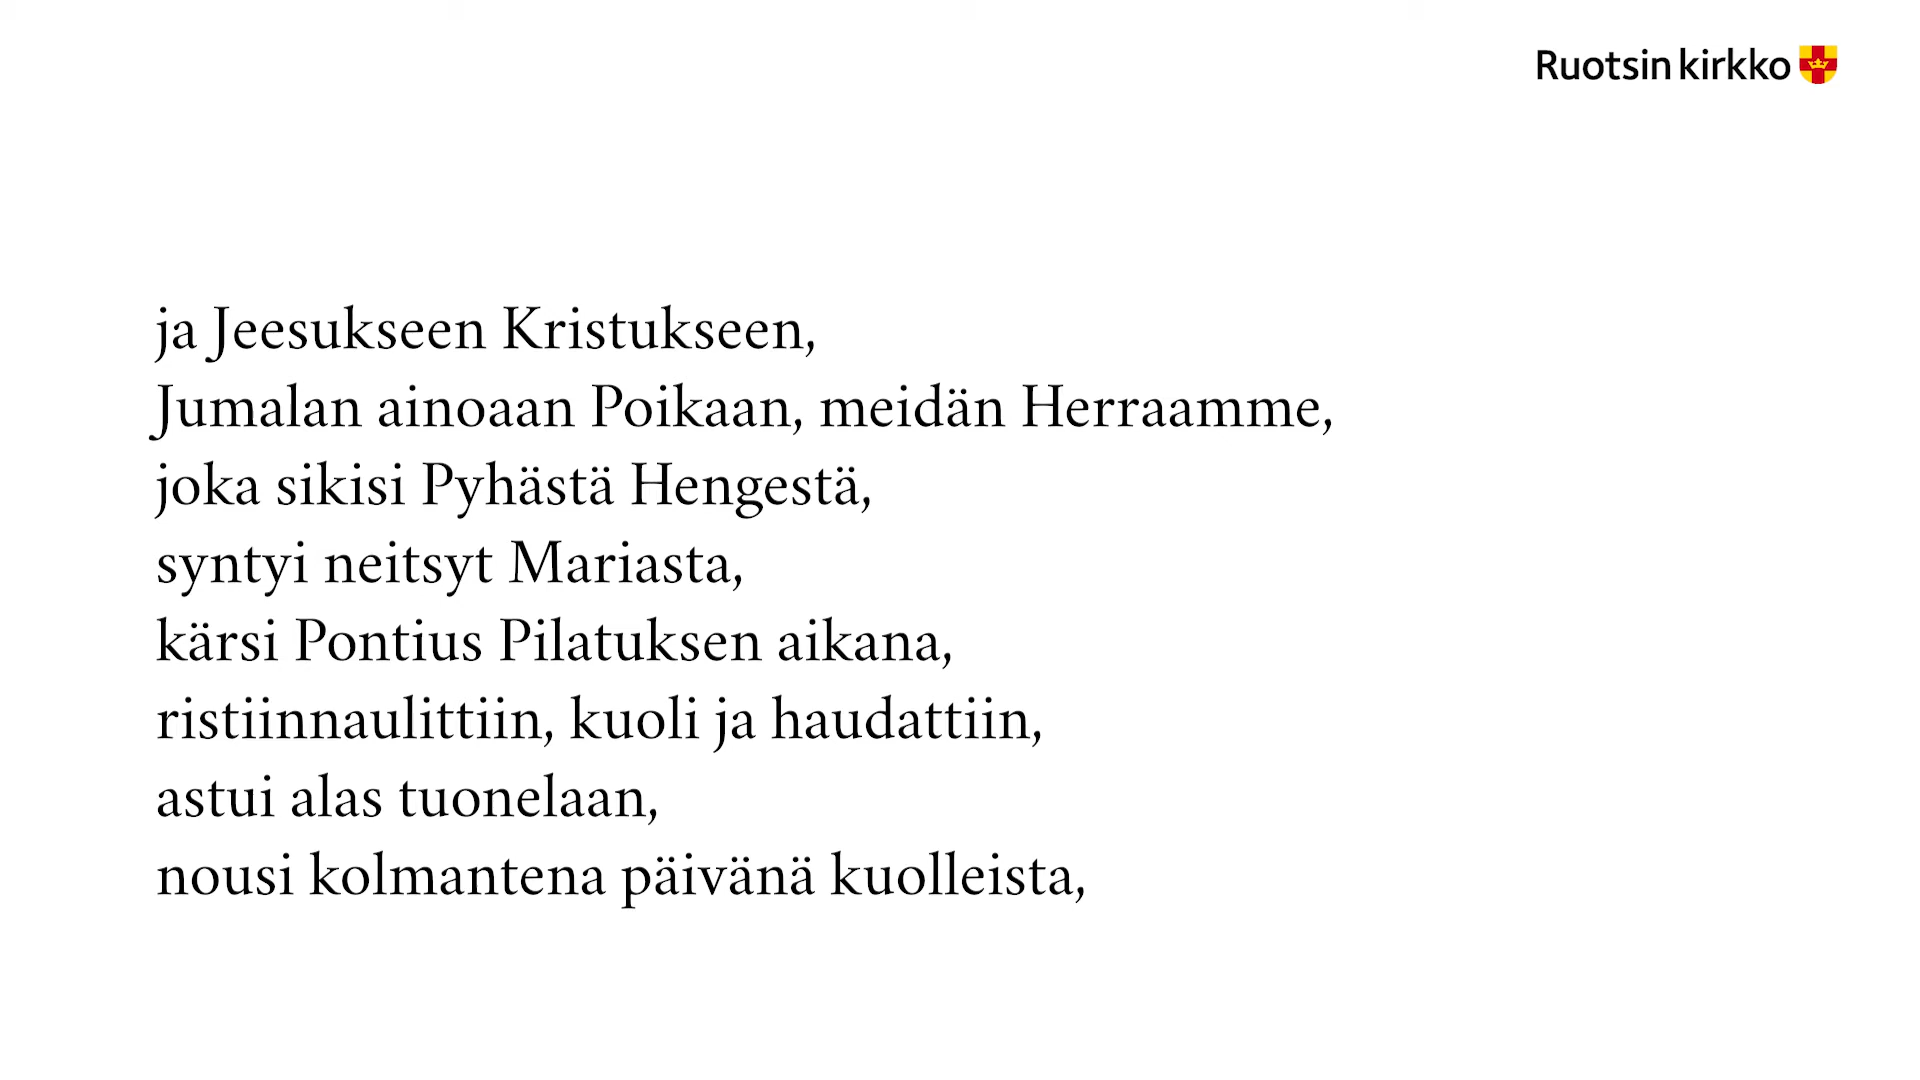 Ruotsin kirkko
ja Jeesukseen Kristukseen,
Jumalan ainoaan Poikaan, meidän Herraamme,
joka sikisi Pyhästä Hengestä,
syntyi neitsyt Mariasta,
kärsi Pontius Pilatuksen aikana,
ristiinnaulittiin, kuoli ja haudattiin,
astui alas tuonelaan,
nousi kolmantena päivänä kuolleista,